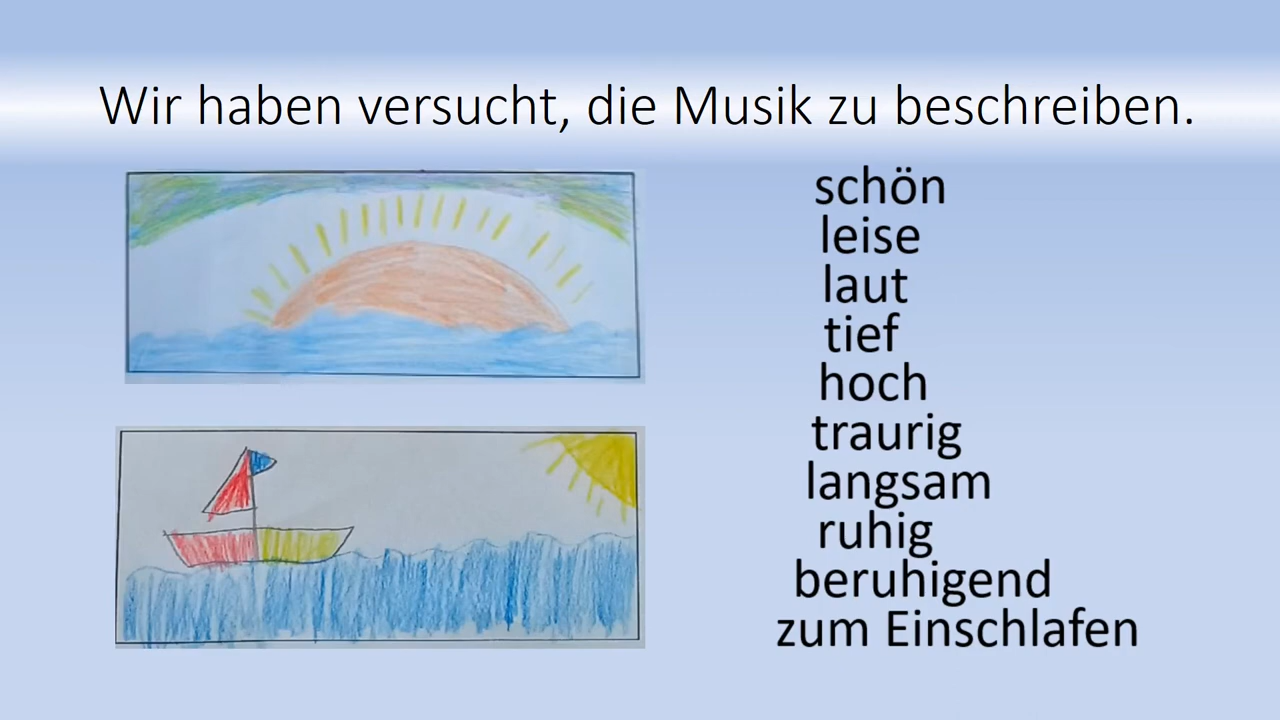 Wir haben versucht, die Musik zu beschreiben.
schön
leise
laut
tief
hoch
traurig
langsam
ruhig
beruhigend
zum Einschlafen